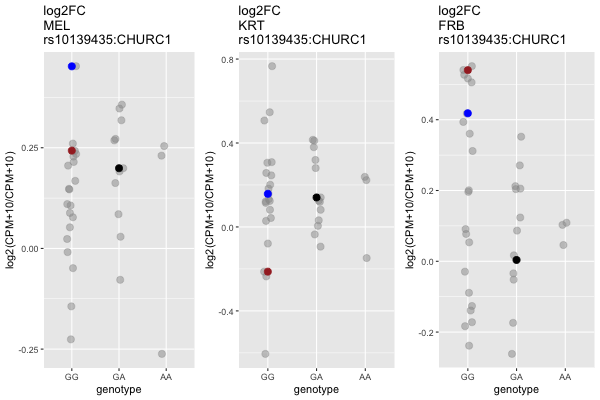 log2FC
MEL
rs10139435:CHURC1
log2(CPM+10/CPM+10)
0.25
0.00
-0.25
GG GA AA
genotype
log2FC
KRT
rs10139435:CHURC1
log2(CPM+10/CPM+10)
0.8
0.4
0.0
-0.4
GG GA AA
genotype
log2FC
FRB
rs10139435:CHURC1
log2(CPM+10/CPM+10)
0.4
0.2
0.0
-0.2
GG GA AA
genotype